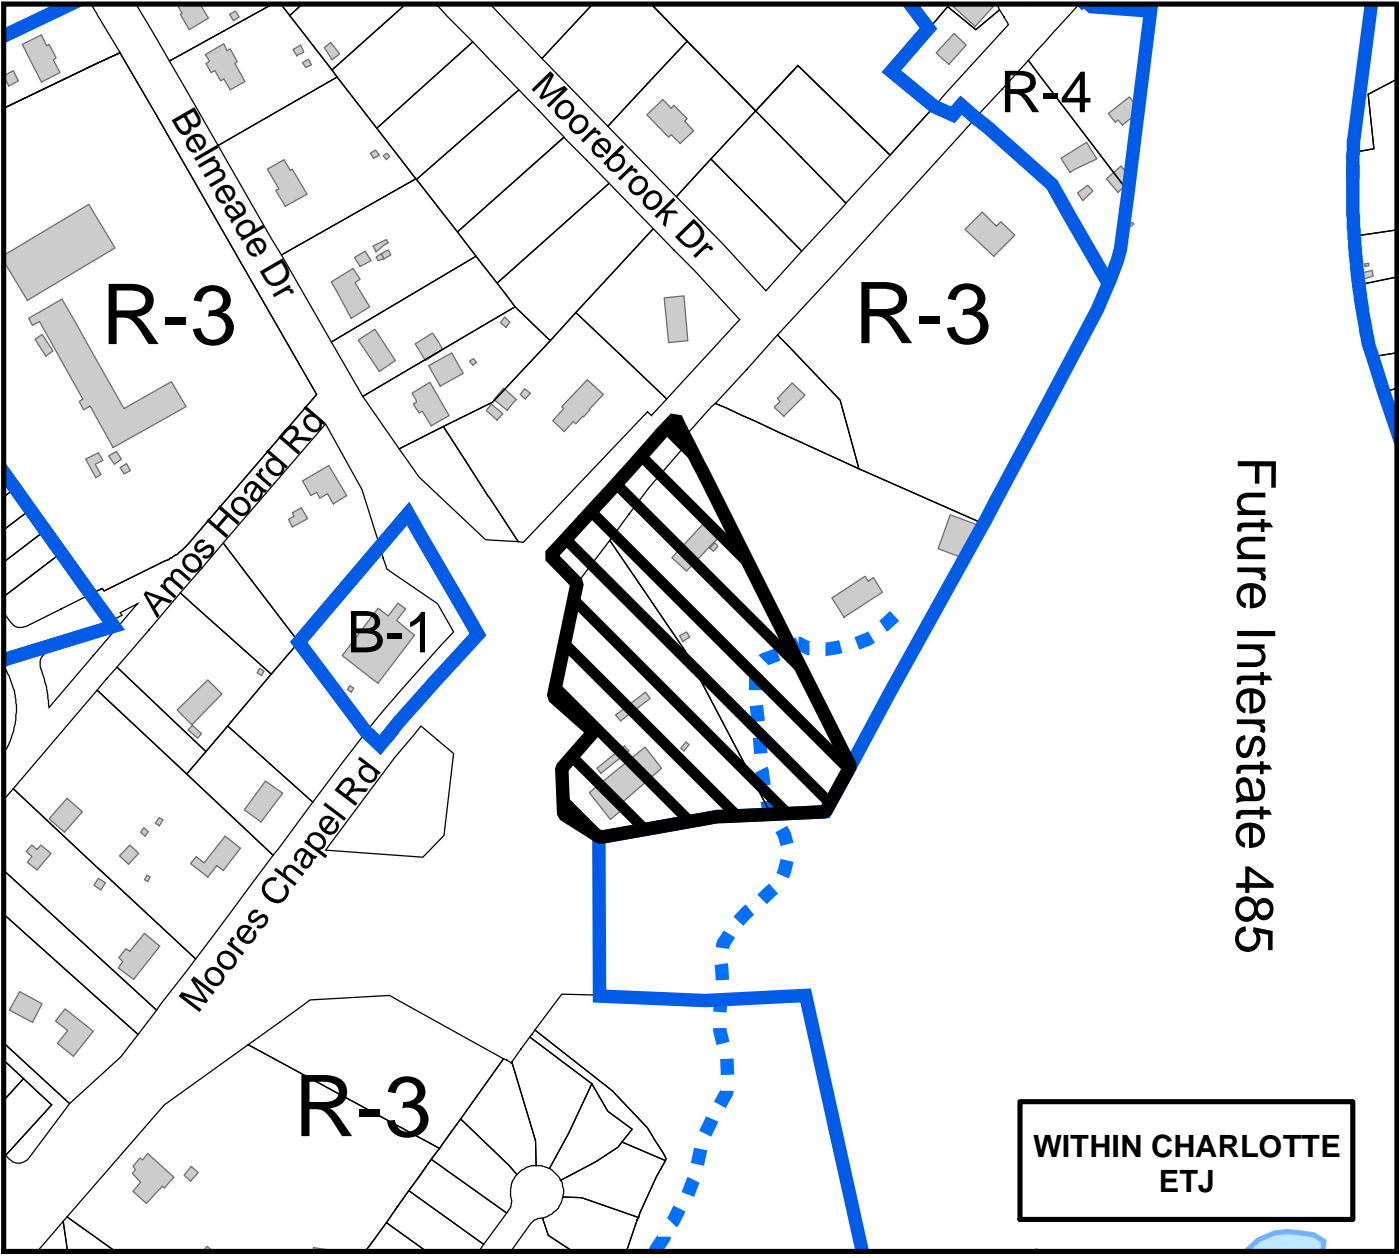 R-4
Moorebrook Dr
Belmeade Dr
R-3
R-3
Amos Hoard Rd
Future Interstate 485
B-1
Moores Chapel Rd
R-3
WITHIN CHARLOTTE
ETJ